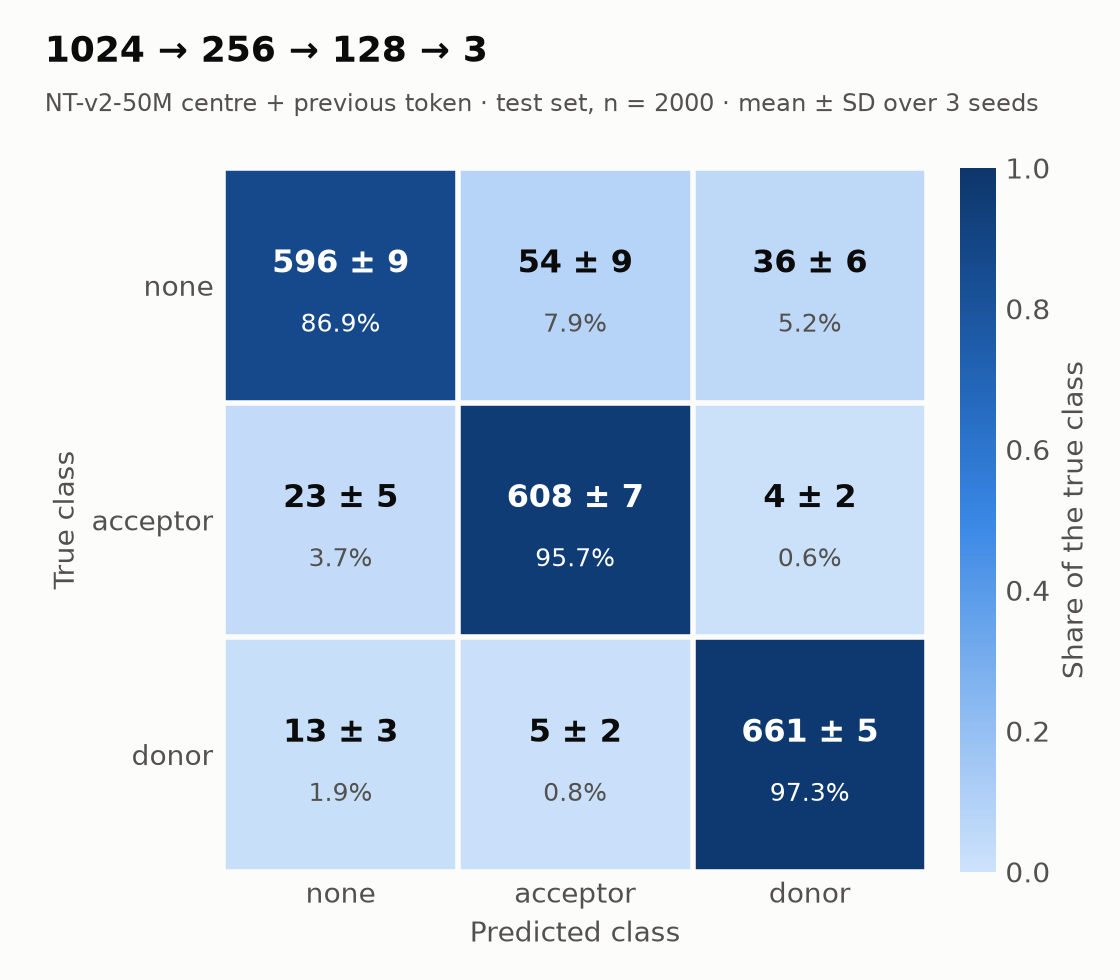 1024 → 256 → 128 → 3
NT-v2-50M centre + previous token · test set, n = 2000 · mean ± SD over 3 seeds
596 ± 9
54 ± 9
36 ± 6
86.9%
7.9%
5.2%
none
23 ± 5
608 ± 7
4 ± 2
3.7%
95.7%
0.6%
acceptor
13 ± 3
5 ± 2
661 ± 5
1.9%
0.8%
97.3%
donor
True class
none
acceptor
donor
Predicted class
1.0
0.8
0.6
0.4
0.2
0.0
Share of the true class